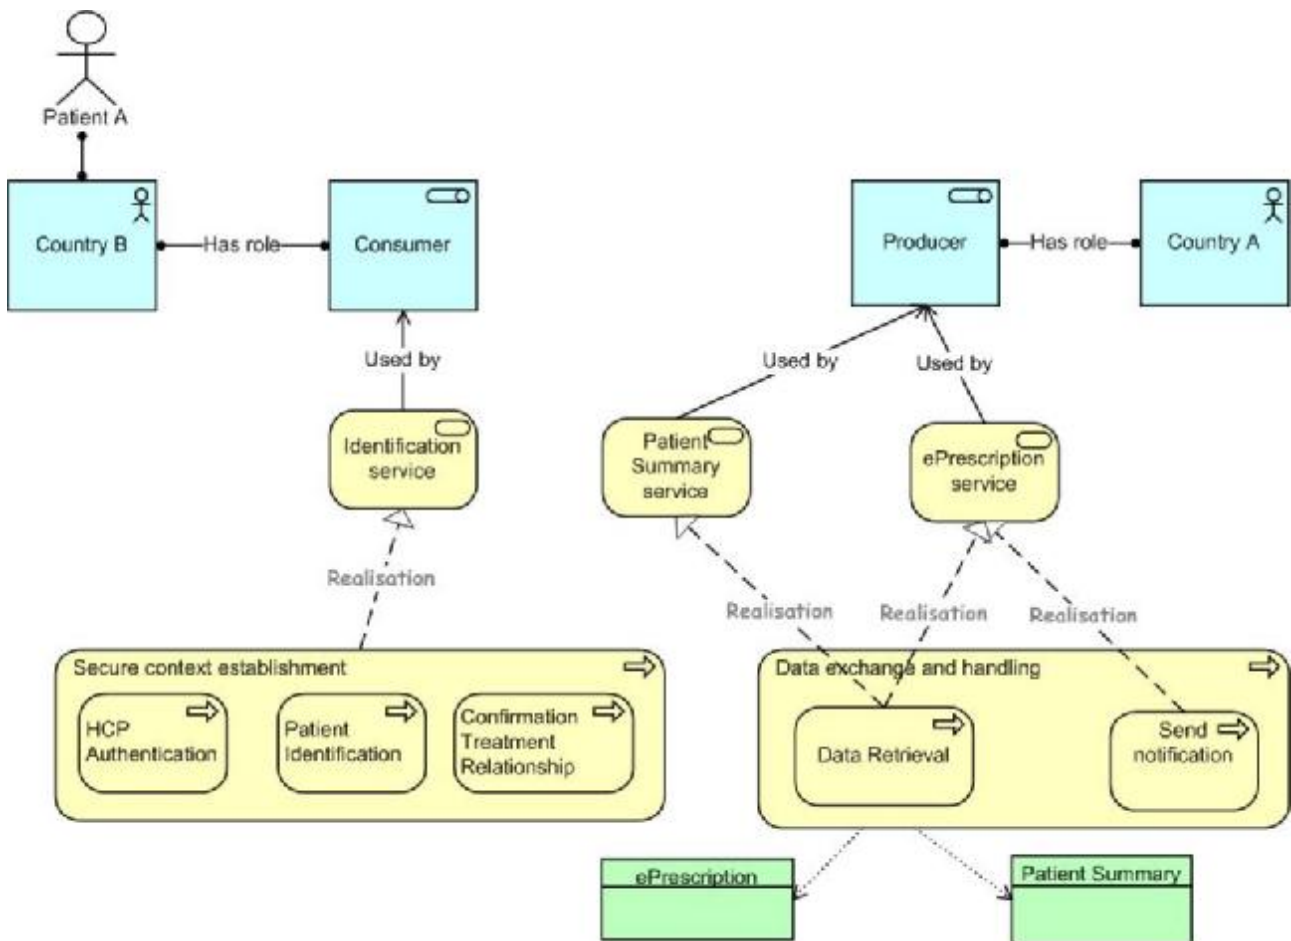 Patient A
Country B
Has role
Consumer
Producer
Has role
Country A
Used by
Used by
Used by
Identification
service
Patient
Summary
service
ePrescription
service
Realisation
Realisation
Realisation
Realisation
Secure context establishment
HCP
Authentication
Patient
Identification
Confirmation
Treatment
Relationship
Data exchange and handling
Data Retrieval
Send
notification
ePrescription
Patient Summary